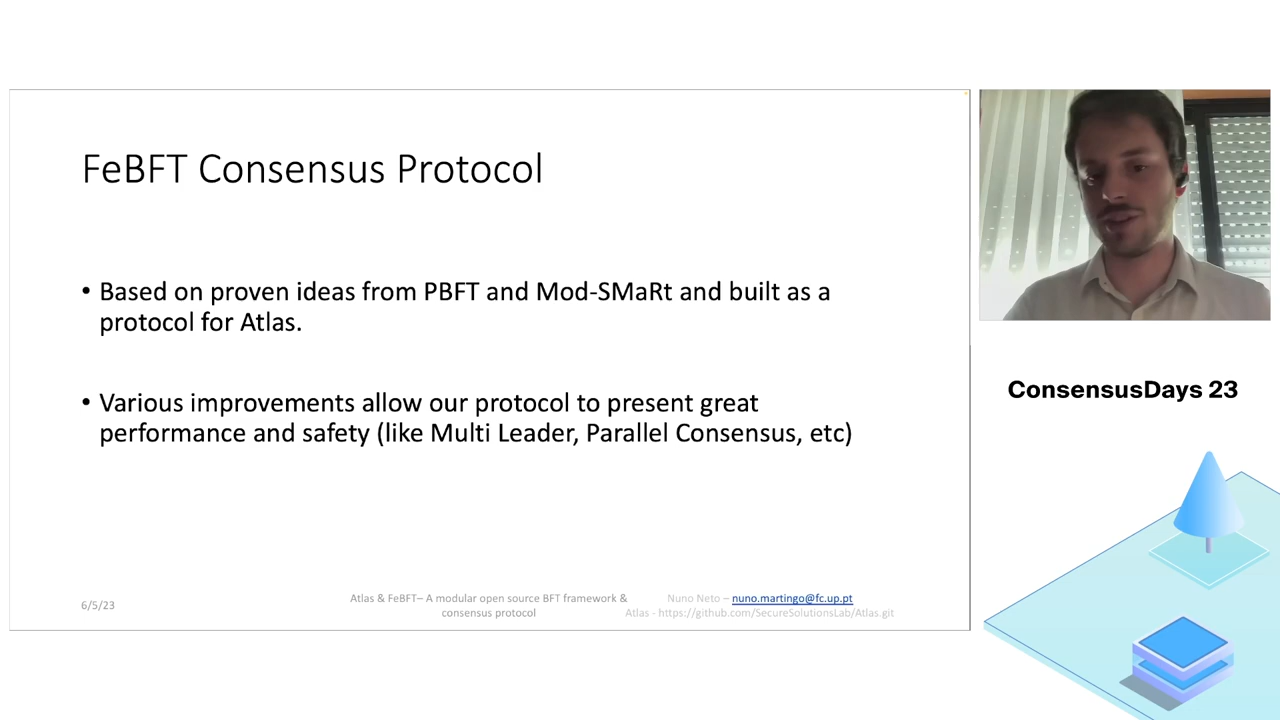 FeBFT Consensus Protocol
• Based on proven ideas from PBFT and Mod-SMaRt and built as a
protocol for Atlas.
• Various improvements allow our protocol to present great
performance and safety (like Multi Leader, Parallel Consensus, etc)
6/5/23
Atlas & FeBFT– A modular open source BFT framework &
consensus protocol
Nuno Neto – nuno.martingo@fc.up.pt
Atlas - https://github.com/SecureSolutionsLab/Atlas.git
ConsensusDays 23